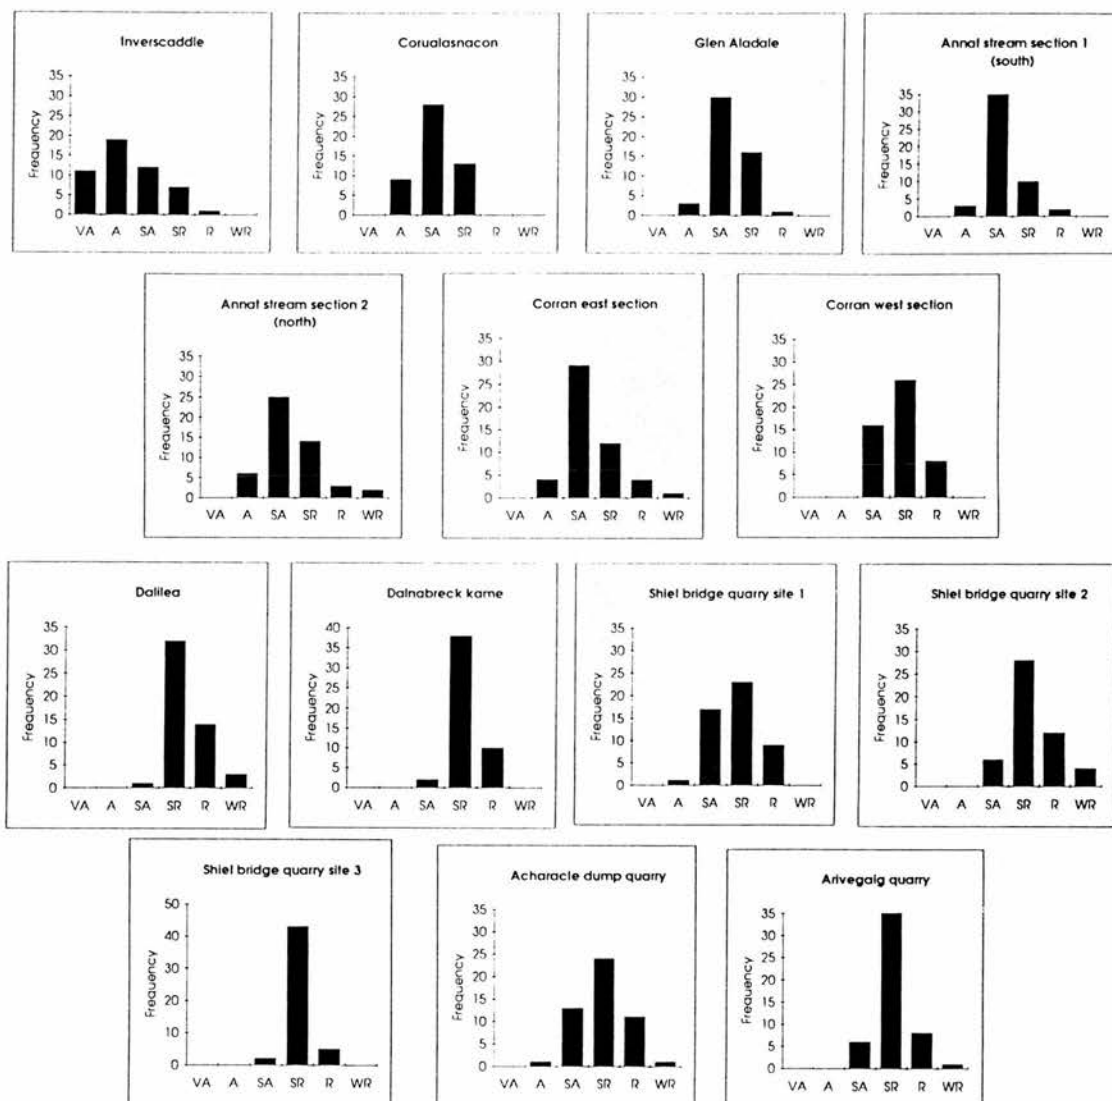 Inverscaddle
Frequency
35
30
25
20
15
10
5
0
VA A SA SR R WR
Corualasnacon
Frequency
35
30
25
20
15
10
5
0
VA A SA SR R WR
Glen Aladale
Frequency
35
30
25
20
15
10
5
0
VA A SA SR R WR
Annat stream section 1
(south)
Frequency
35
30
25
20
15
10
5
0
VA A SA SR R WR
Annat stream section 2
(north)
Frequency
35
30
25
20
15
10
5
0
VA A SA SR R WR
Corran east section
Frequency
35
30
25
20
15
10
5
0
VA A SA SR R WR
Corran west section
Frequency
35
30
25
20
15
10
5
0
VA A SA SR R WR
Dalilea
Frequency
35
30
25
20
15
10
5
0
VA A SA SR R WR
Dalnabreck kame
Frequency
40
35
30
25
20
15
10
5
0
VA A SA SR R WR
Shiel bridge quarry site 1
Frequency
35
30
25
20
15
10
5
0
VA A SA SR R WR
Shiel bridge quarry site 2
Frequency
35
30
25
20
15
10
5
0
VA A SA SR R WR
Shiel bridge quarry site 3
Frequency
50
40
30
20
10
0
VA A SA SR R WR
Acharacle dump quarry
Frequency
35
30
25
20
15
10
5
0
VA A SA SR R WR
Arivegaig quarry
Frequency
35
30
25
20
15
10
5
0
VA A SA SR R WR